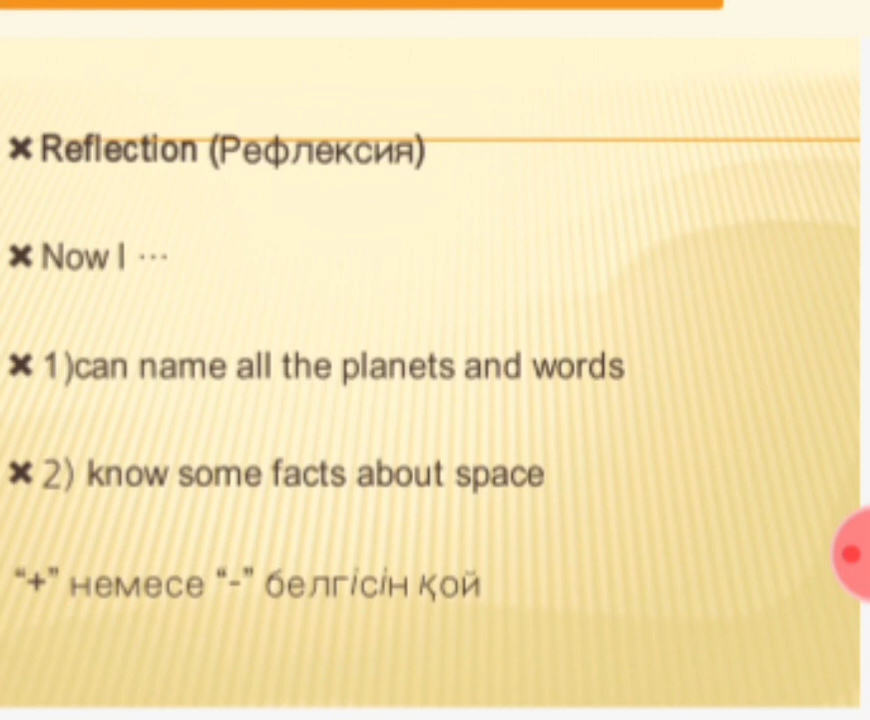 Reflection (Рефлексия)
Now I ...
1)can name all the planets and words
2) know some facts about space
“+” немесе “-” белгісін қой